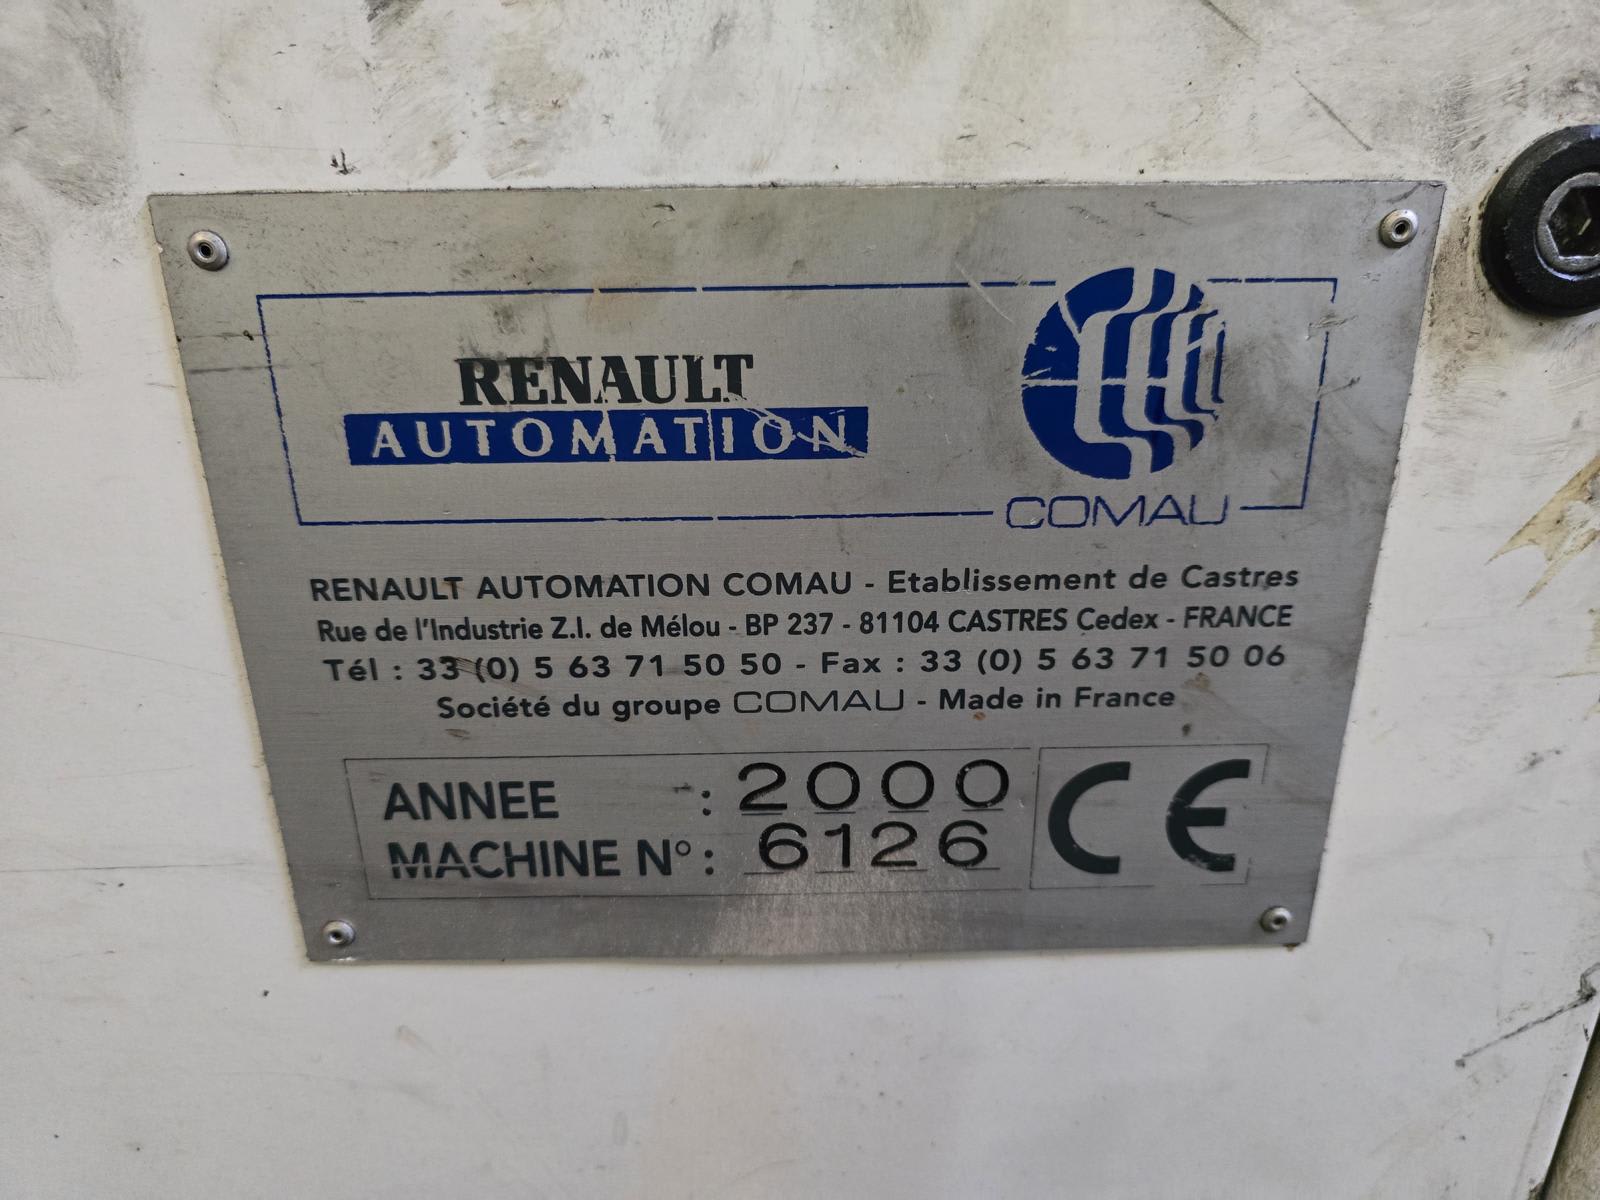 RENAULT
AUTOMATION
COMAU
RENAULT AUTOMATION COMAU - Etablissement de Castres
Rue de l'Industrie Z.I. de Mélou - BP 237 - 81104 CASTRES Cedex - FRANCE
Tél : 33 (0) 5 63 71 50 50 - Fax : 33 (0) 5 63 71 50 06
Société du groupe COMAU - Made in France
ANNEE : 2000
MACHINE N° : 6126
CE